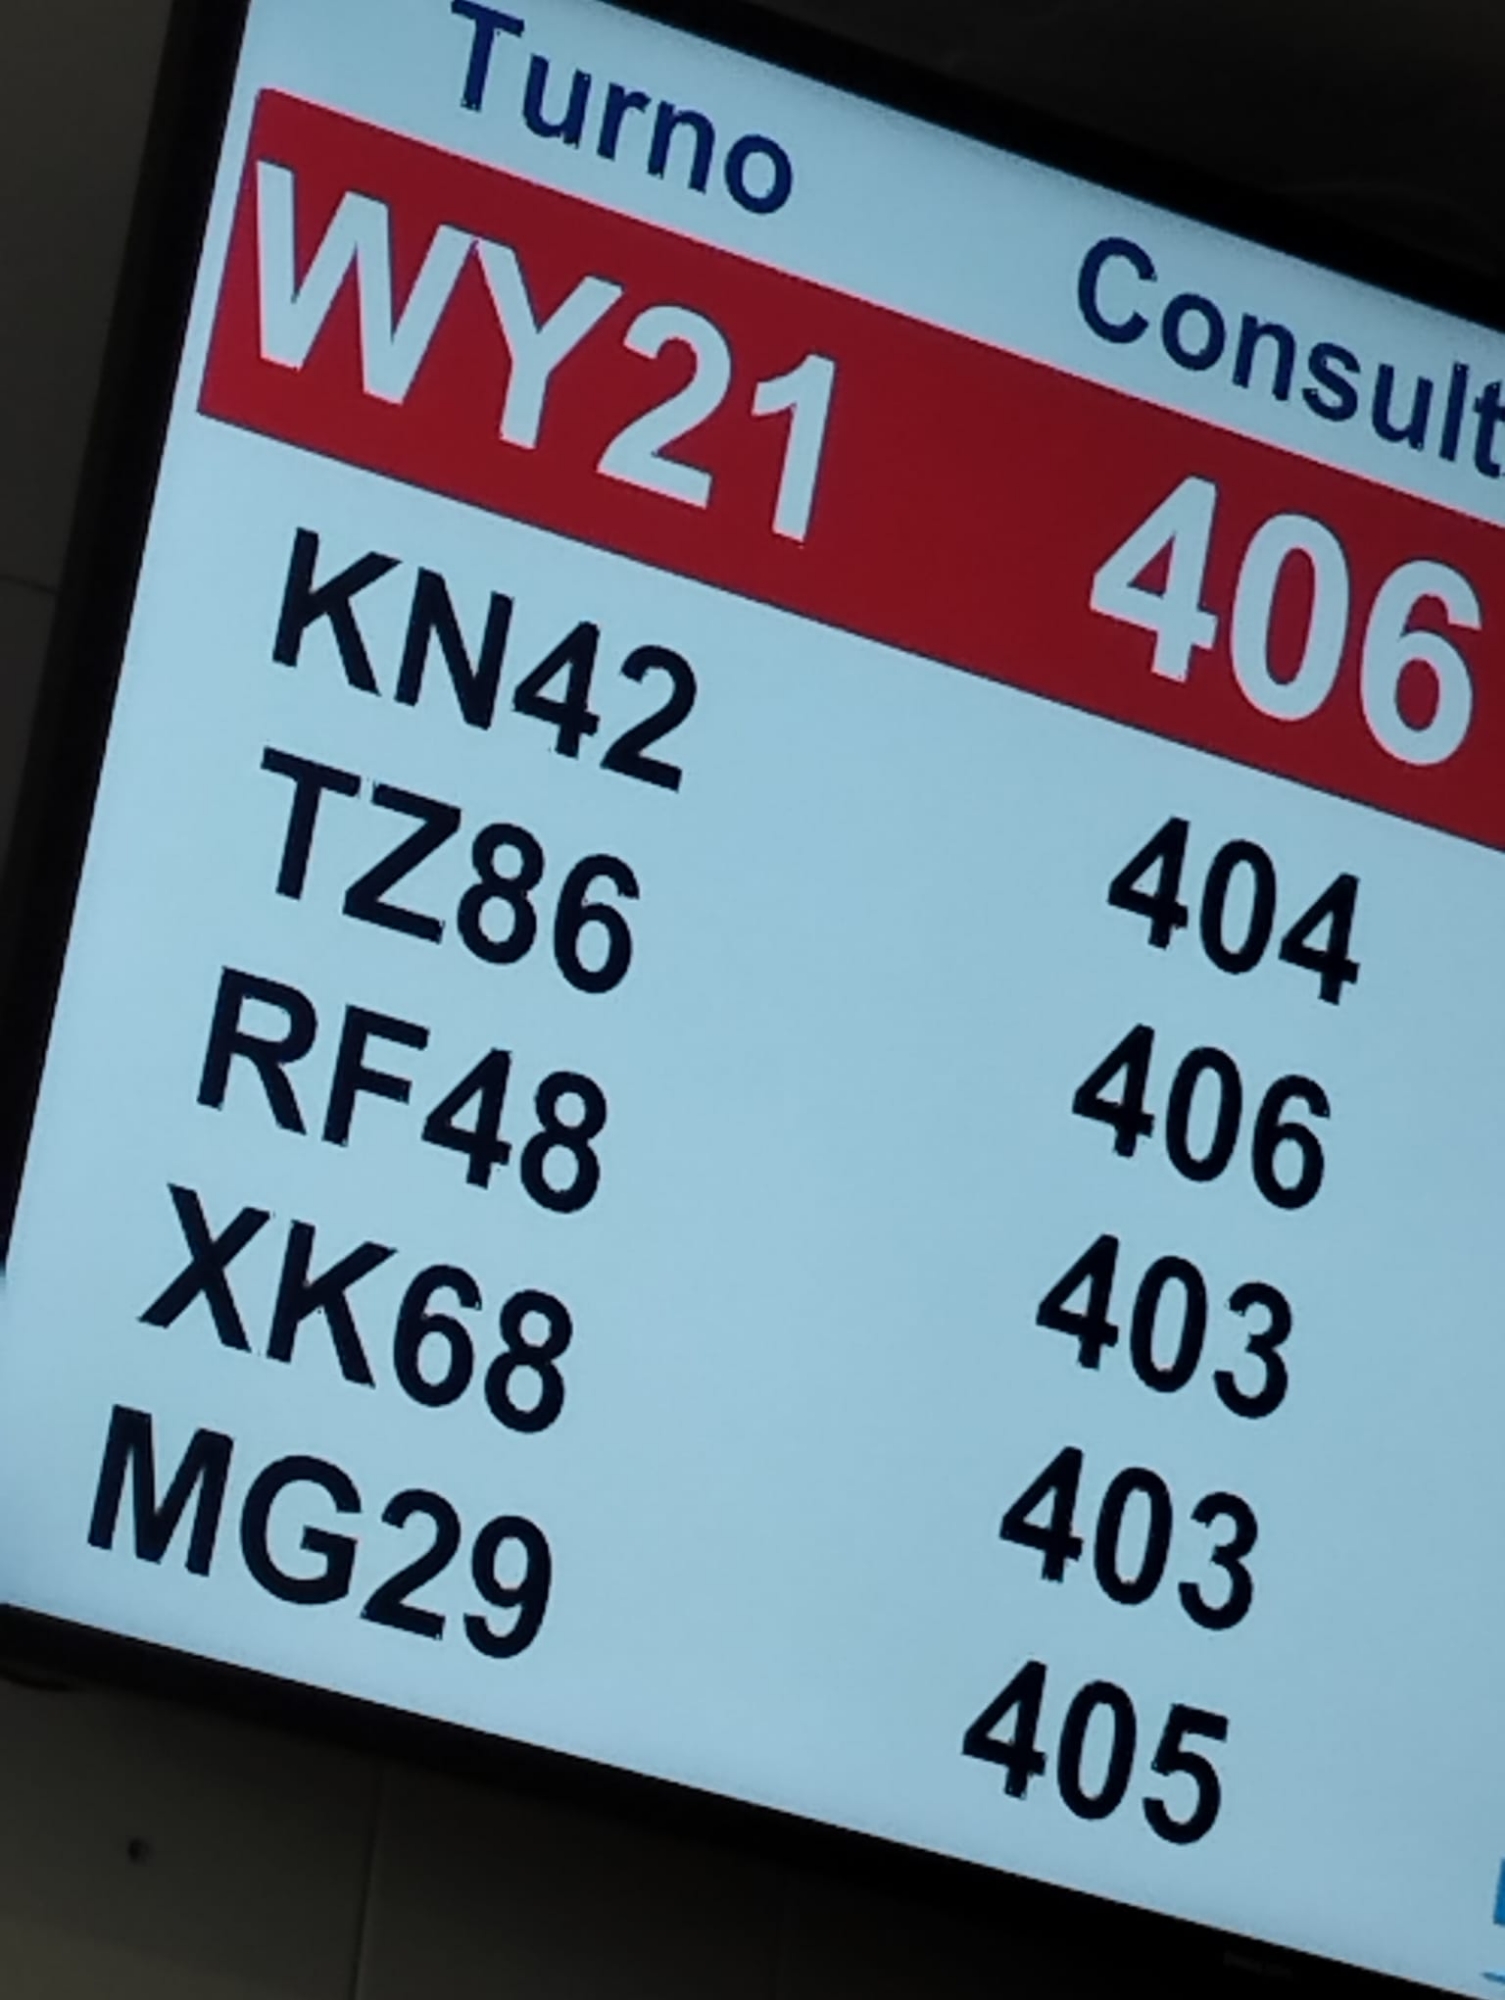 Turno Consult
WY21 406
KN42 404
TZ86 406
RF48 403
XK68 403
MG29 405